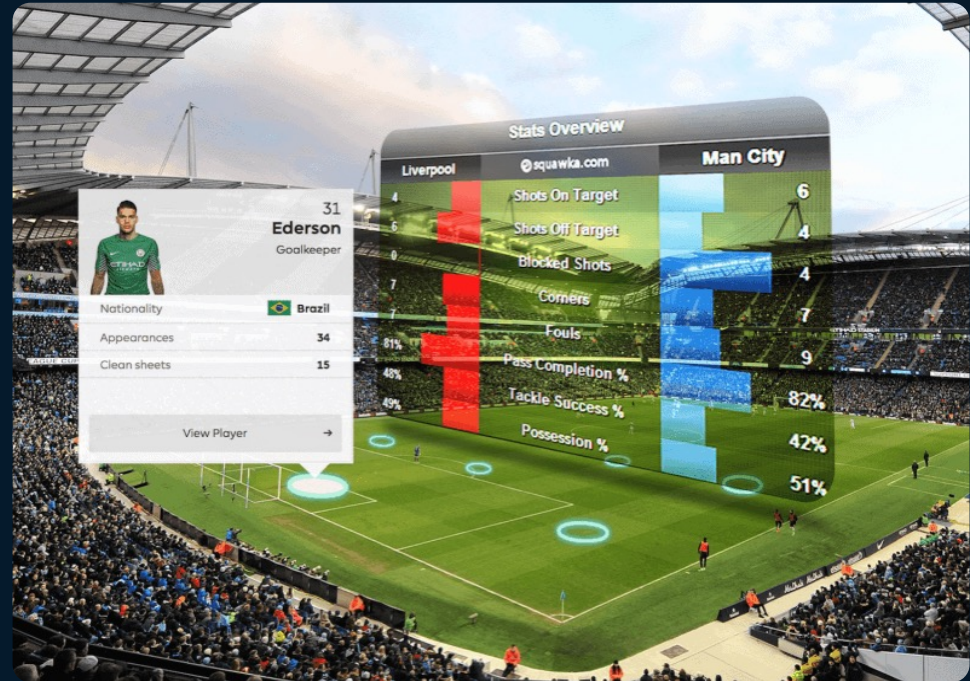 31
Ederson
Goalkeeper
ETIHAD
Nationality Brazil
Appearances 34
Clean sheets 15
View Player →
Stats Overview
Liverpool squawka.com Man City
4 Shots On Target 6
6 Shots Off Target 4
0 Blocked Shots 4
7 Corners 7
7 Fouls 9
81% Pass Completion % 82%
48% Tackle Success % 42%
49% Possession % 51%